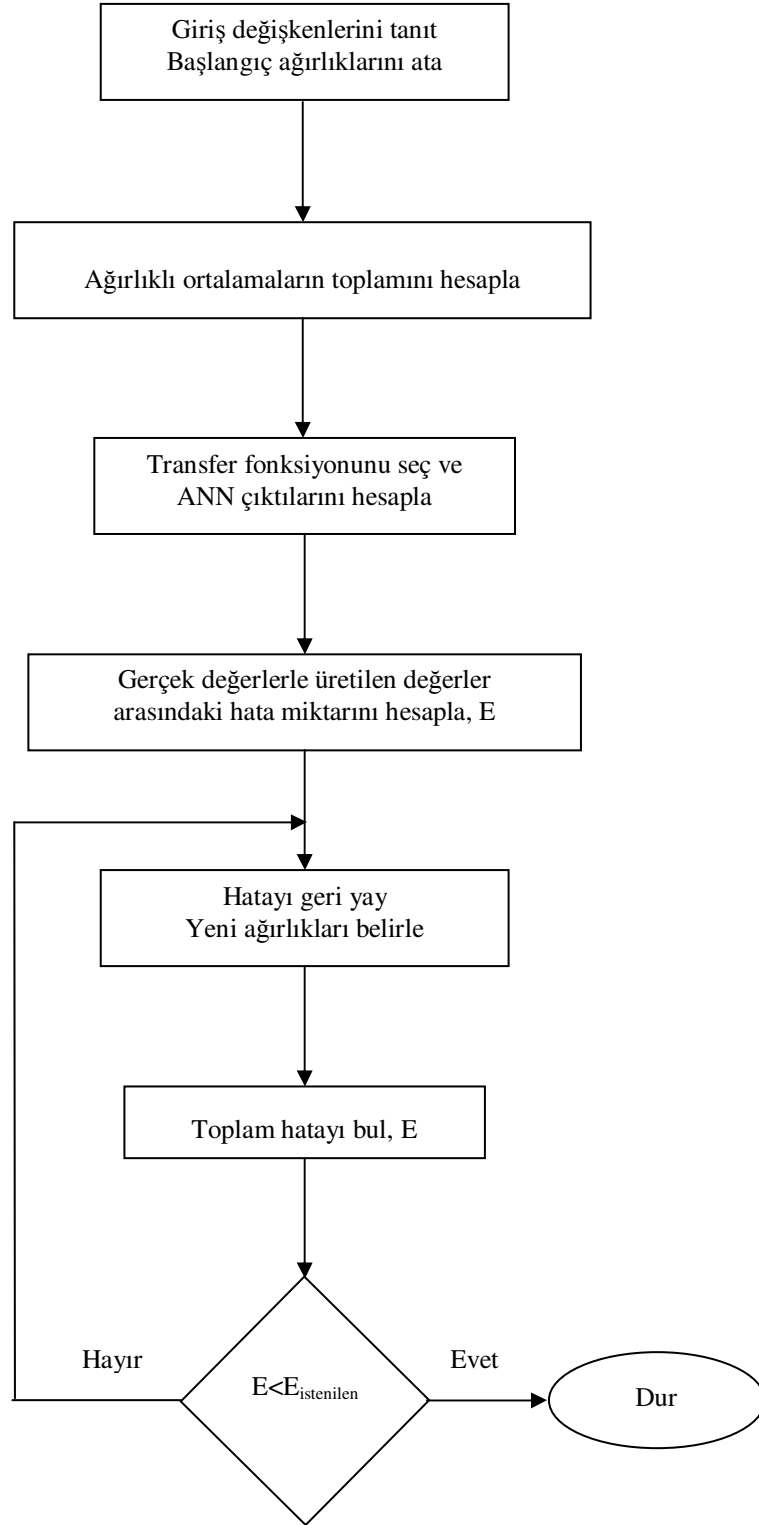 Giriş değişkenlerini tanıt
Başlangıç ağırlıklarını ata
Ağırlıklı ortalamaların toplamını hesapla
Transfer fonksiyonunu seç ve
ANN çıktılarını hesapla
Gerçek değerlerle üretilen değerler
arasındaki hata miktarını hesapla, E
Hatayı geri yay
Yeni ağırlıkları belirle
Toplam hatayı bul, E
Hayır
Evet
E<E_istenilen
Dur